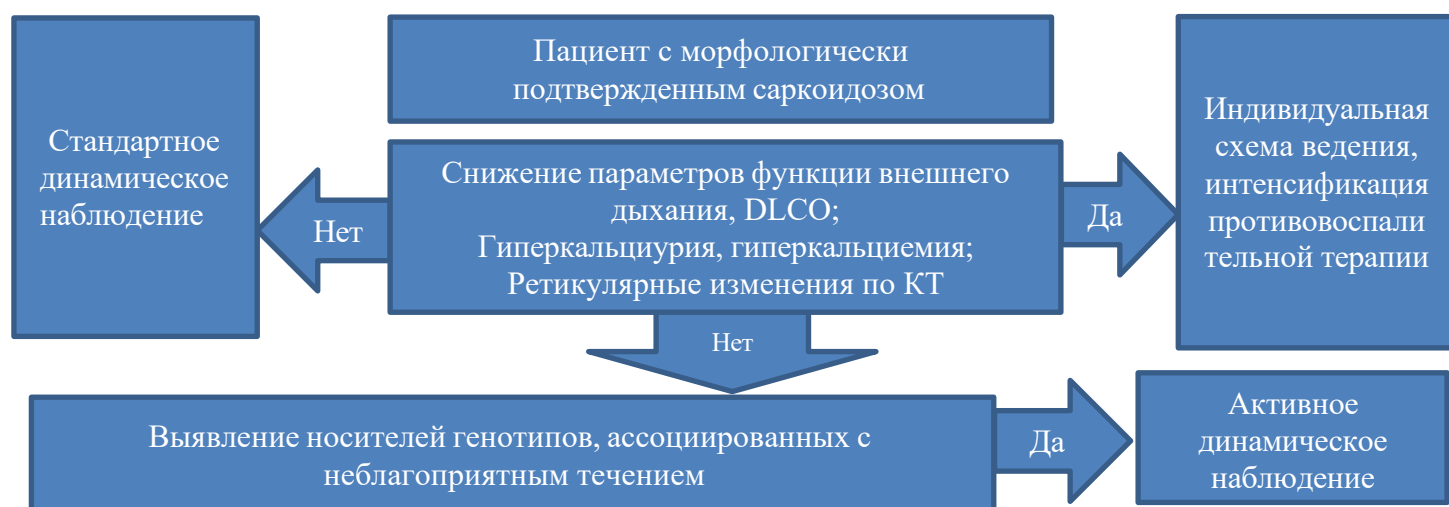 Пациент с морфологически
подтвержденным саркоидозом
Стандартное
динамическое
наблюдение
Нет
Снижение параметров функции внешнего
дыхания, DLCO;
Гиперкальциурия, гиперкальциемия;
Ретикулярные изменения по КТ
Да
Индивидуальная
схема ведения,
интенсификация
противовоспали
тельной терапии
Нет
Выявление носителей генотипов, ассоциированных с
неблагоприятным течением
Да
Активное
динамическое
наблюдение